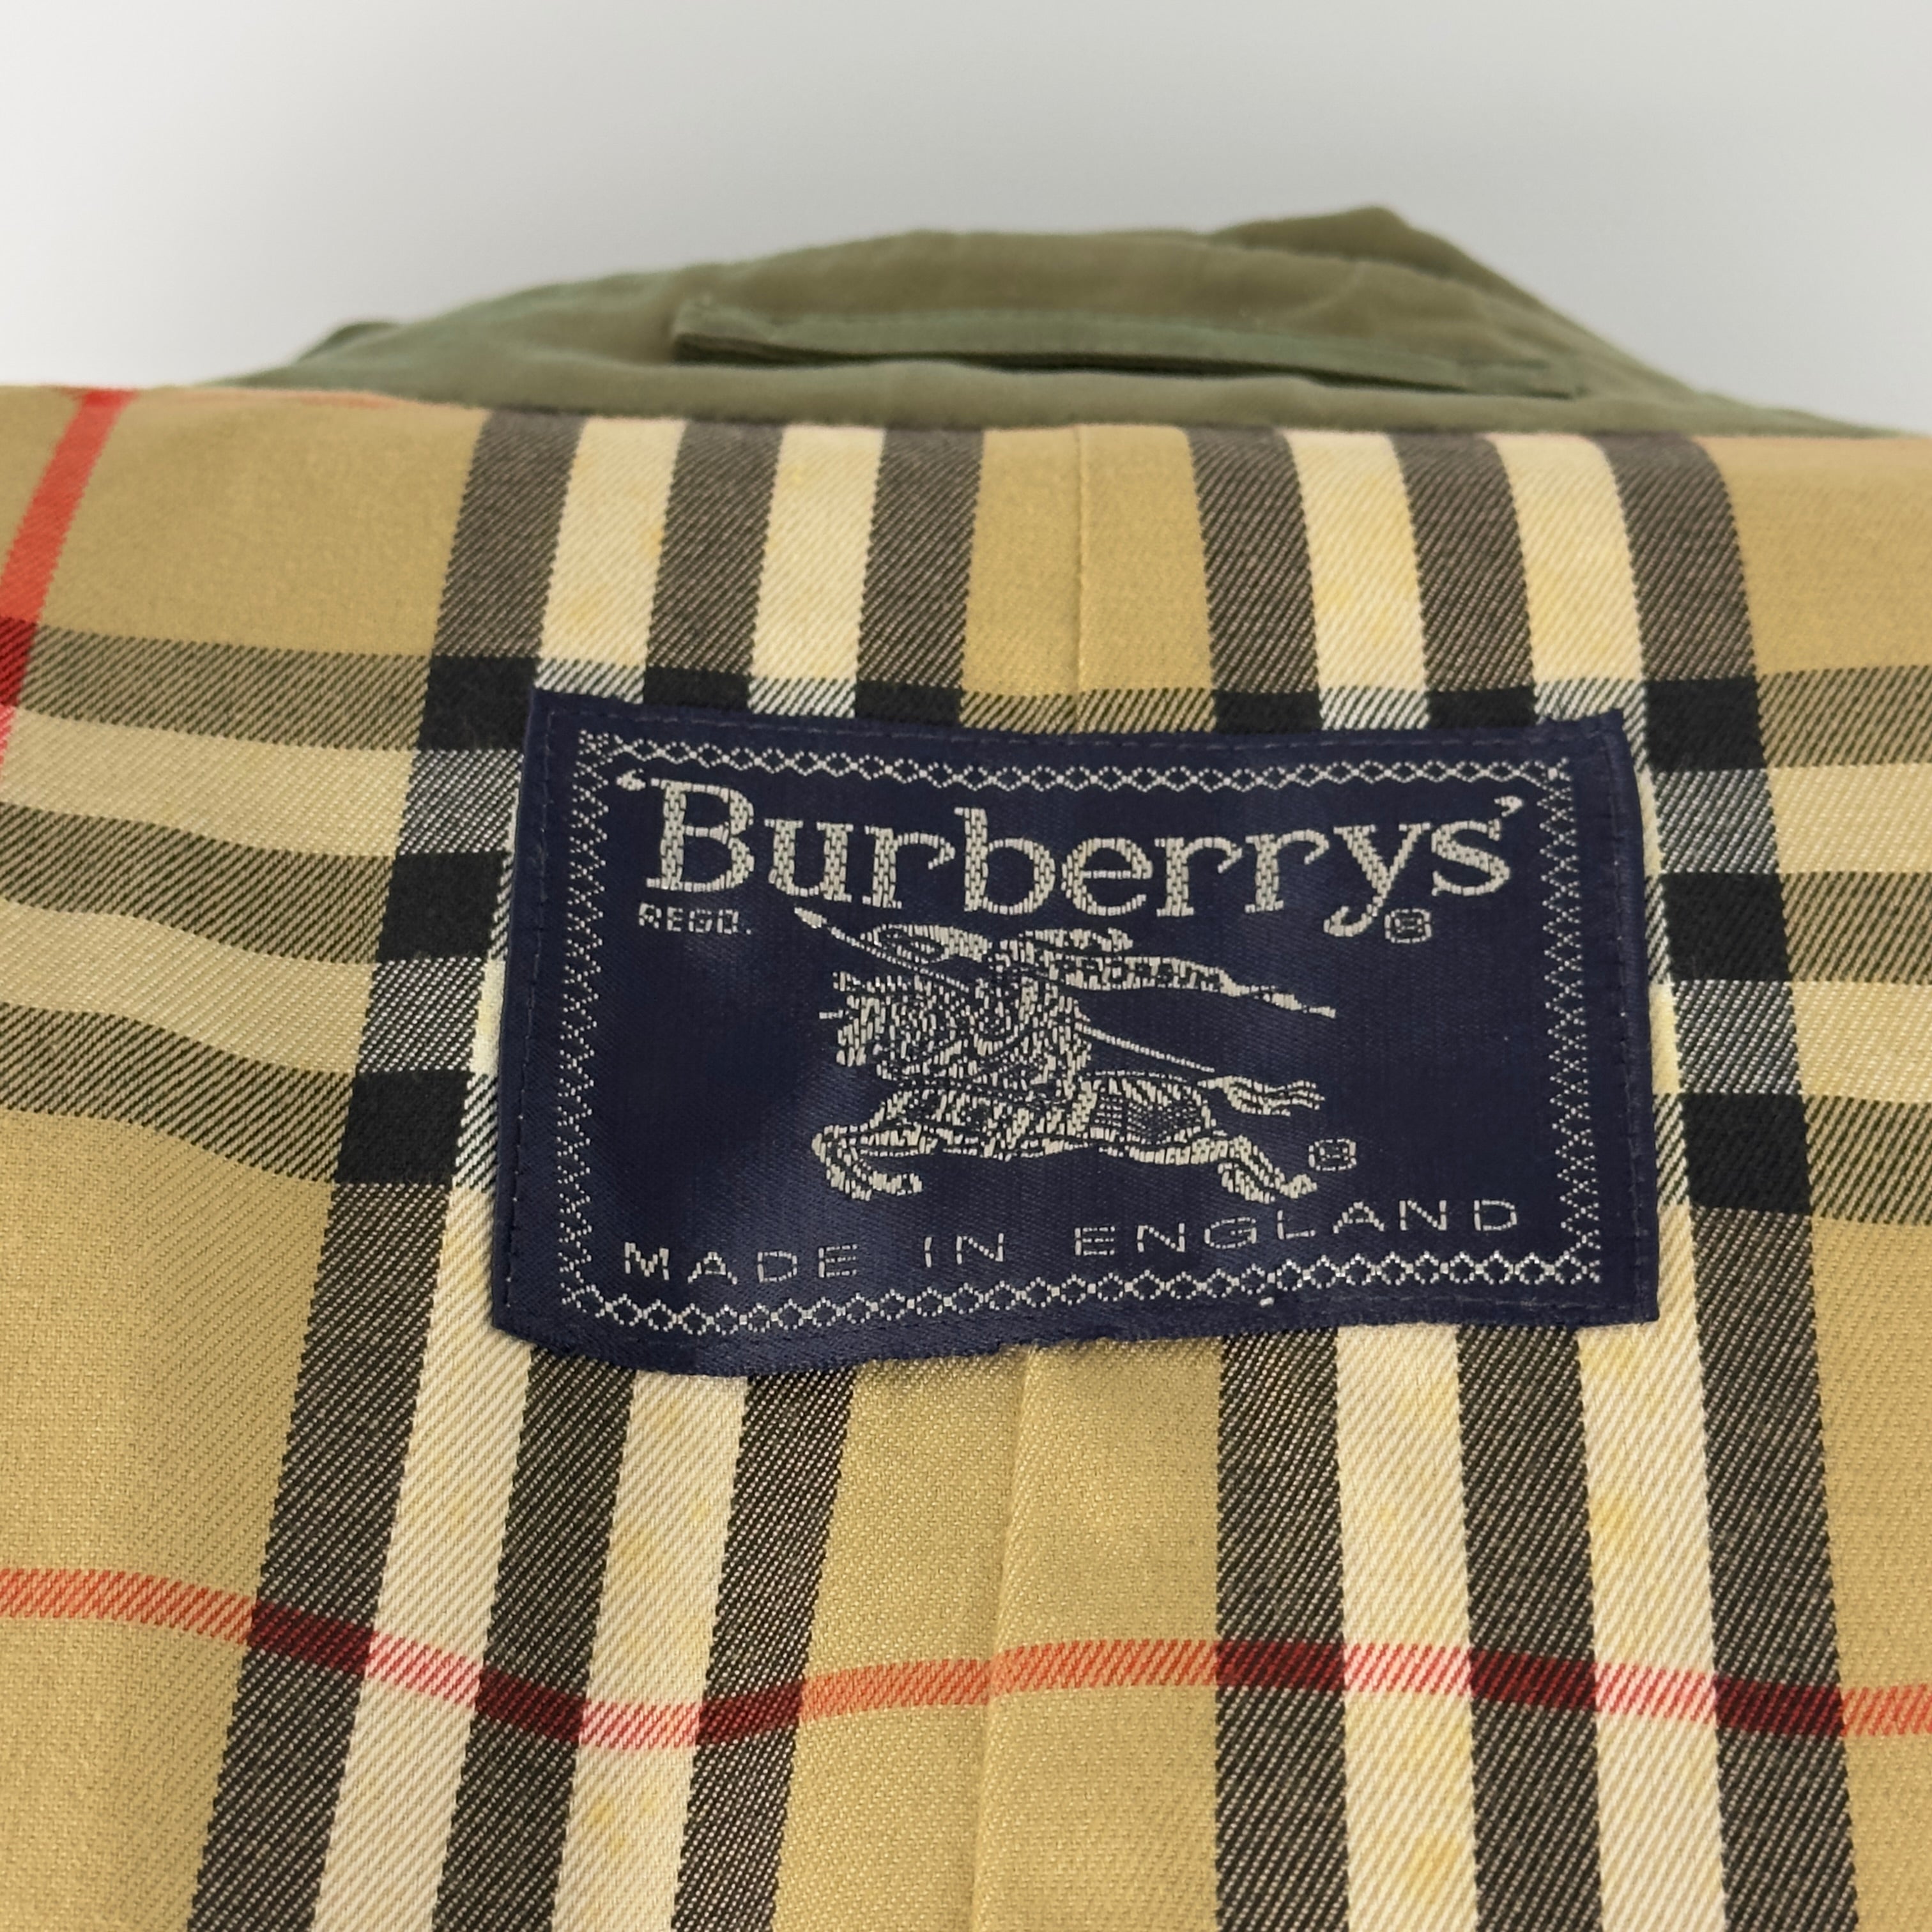 ‘Burberrys’
REGD. ®
®
MADE IN ENGLAND